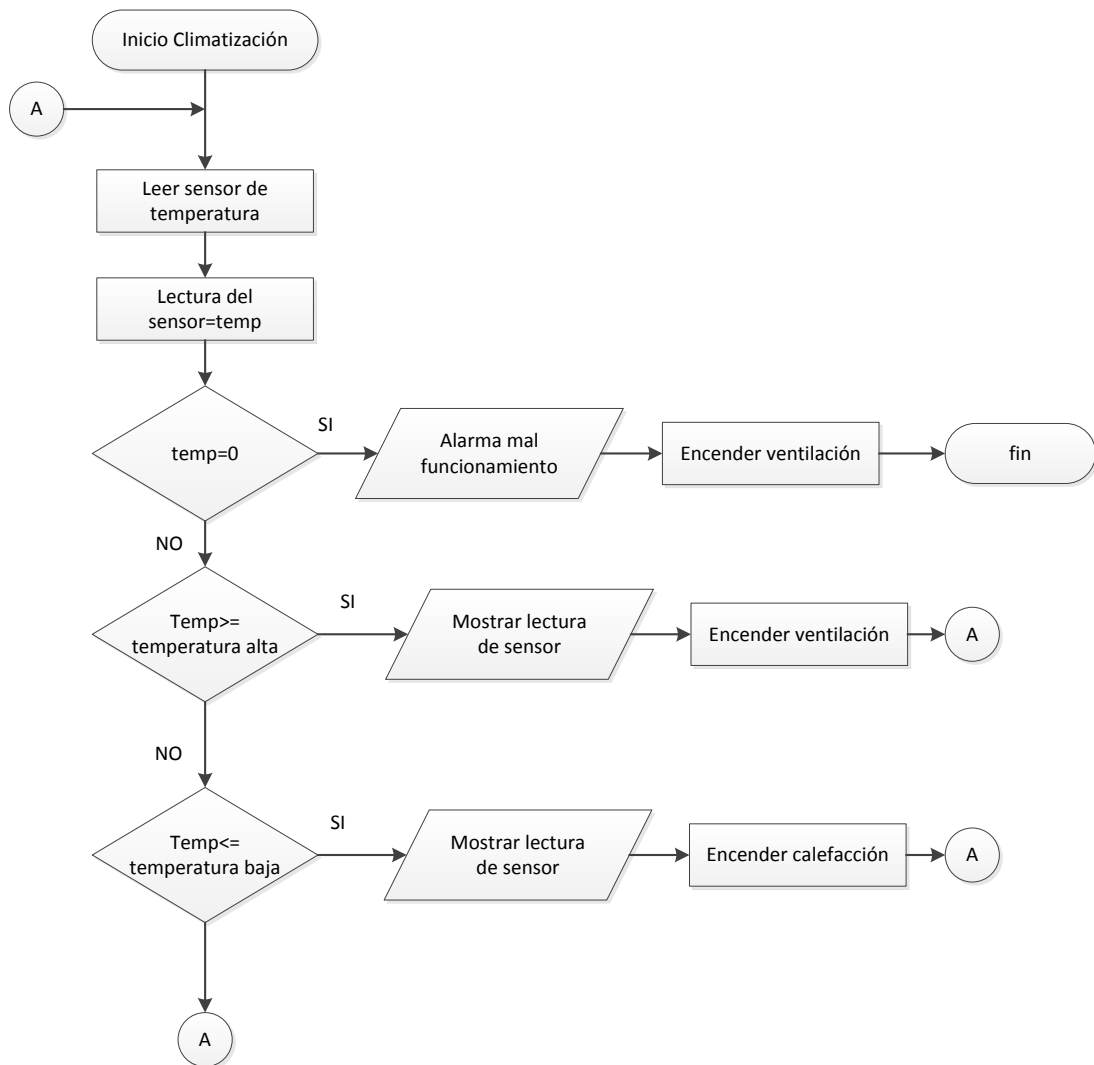 Inicio Climatización
A
Leer sensor de
temperatura
Lectura del
sensor=temp
temp=0
SI
Alarma mal
funcionamiento
Encender ventilación
fin
NO
Temp>=
temperatura alta
SI
Mostrar lectura
de sensor
Encender ventilación
A
NO
Temp<=
temperatura baja
SI
Mostrar lectura
de sensor
Encender calefacción
A
A